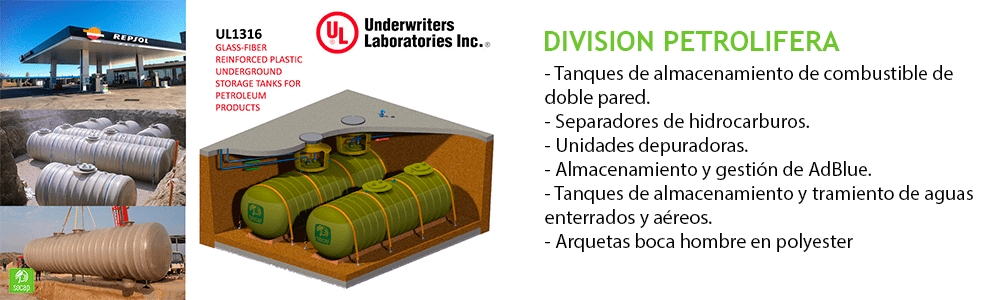 REPSOL
UL1316
GLASS-FIBER
REINFORCED PLASTIC
UNDERGROUND
STORAGE TANKS FOR
PETROLEUM
PRODUCTS
UL
Underwriters
Laboratories Inc.®
socap
socap
socap
DIVISION PETROLIFERA
- Tanques de almacenamiento de combustible de
doble pared.
- Separadores de hidrocarburos.
- Unidades depuradoras.
- Almacenamiento y gestión de AdBlue.
- Tanques de almacenamiento y tramiento de aguas
enterrados y aéreos.
- Arquetas boca hombre en polyester